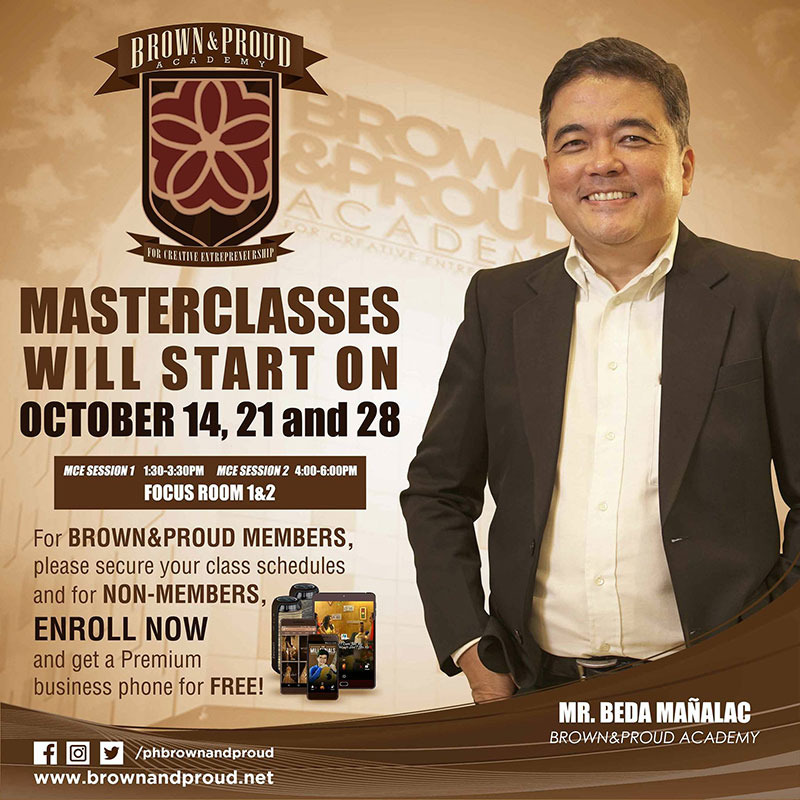 BROWN&PROUD
ACADEMY
FOR CREATIVE ENTREPRENEURSHIP
BROWN
&PROUD
ACADEMY
MASTERCLASSES
WILL START ON
OCTOBER 14, 21 and 28
MCE SESSION 1 1:30-3:30PM MCE SESSION 2 4:00-6:00PM
FOCUS ROOM 1&2
For BROWN&PROUD MEMBERS,
please secure your class schedules
and for NON-MEMBERS,
ENROLL NOW
and get a Premium
business phone for FREE!
MR. BEDA MAÑALAC
BROWN&PROUD ACADEMY
/phbrownandproud
www.brownandproud.net